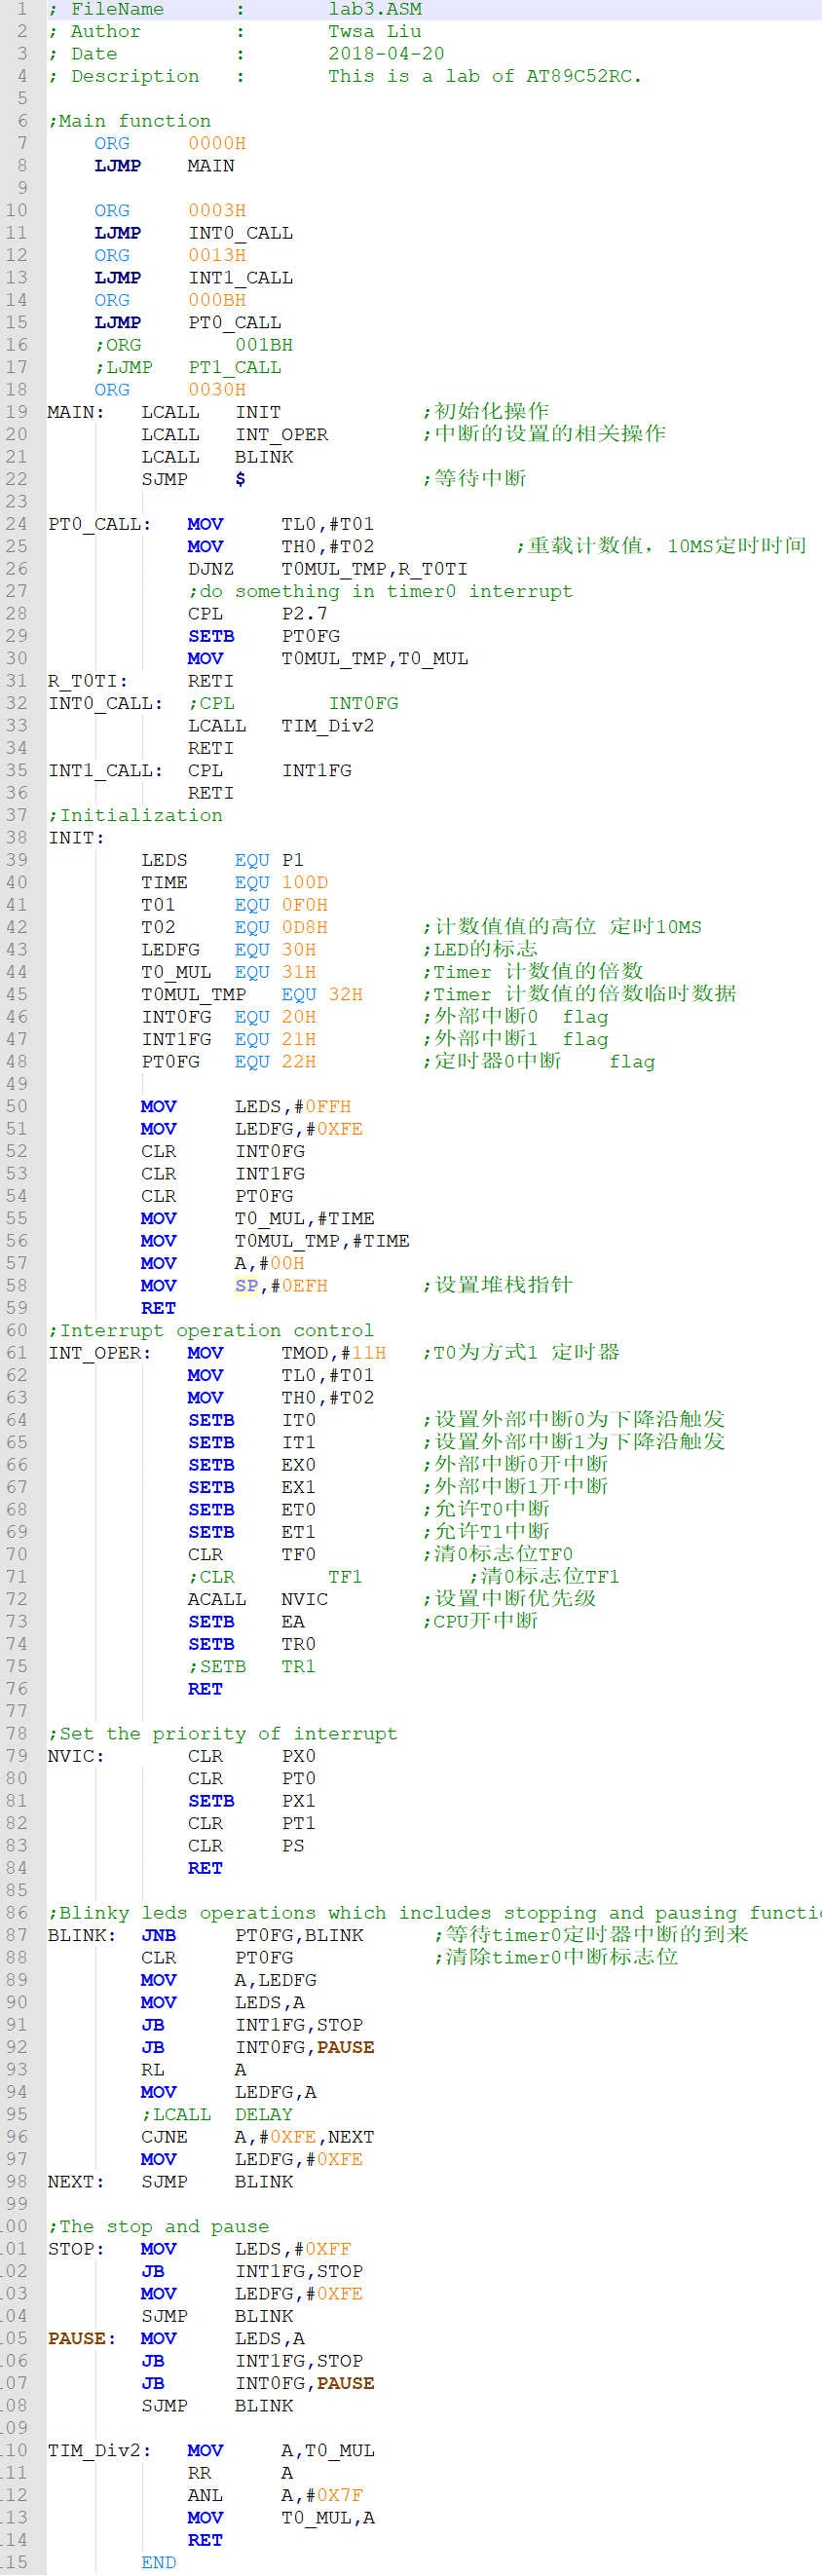 1 ; FileName : lab3.ASM
2 ; Author : Twsa Liu
3 ; Date : 2018-04-20
4 ; Description : This is a lab of AT89C52RC.
5
6 ;Main function
7 ORG 0000H
8 LJMP MAIN
9
10 ORG 0003H
11 LJMP INT0_CALL
12 ORG 0013H
13 LJMP INT1_CALL
14 ORG 000BH
15 LJMP PT0_CALL
16 ;ORG 001BH
17 ;LJMP PT1_CALL
18 ORG 0030H
19 MAIN: LCALL INIT ;初始化操作
20 LCALL INT_OPER ;中断的设置的相关操作
21 LCALL BLINK
22 SJMP $ ;等待中断
23
24 PT0_CALL: MOV TL0,#T01
25 MOV TH0,#T02 ;重载计数值，10MS定时时间
26 DJNZ T0MUL_TMP,R_T0TI
27 ;do something in timer0 interrupt
28 CPL P2.7
29 SETB PT0FG
30 MOV T0MUL_TMP,T0_MUL
31 R_T0TI: RETI
32 INT0_CALL: ;CPL INT0FG
33 LCALL TIM_Div2
34 RETI
35 INT1_CALL: CPL INT1FG
36 RETI
37 ;Initialization
38 INIT:
39 LEDS EQU P1
40 TIME EQU 100D
41 T01 EQU 0F0H
42 T02 EQU 0D8H ;计数值值的高位 定时10MS
43 LEDFG EQU 30H ;LED的标志
44 T0_MUL EQU 31H ;Timer 计数值的倍数
45 T0MUL_TMP EQU 32H ;Timer 计数值的倍数临时数据
46 INT0FG EQU 20H ;外部中断0 flag
47 INT1FG EQU 21H ;外部中断1 flag
48 PT0FG EQU 22H ;定时器0中断 flag
49
50 MOV LEDS,#0FFH
51 MOV LEDFG,#0XFE
52 CLR INT0FG
53 CLR INT1FG
54 CLR PT0FG
55 MOV T0_MUL,#TIME
56 MOV T0MUL_TMP,#TIME
57 MOV A,#00H
58 MOV SP,#0EFH ;设置堆栈指针
59 RET
60 ;Interrupt operation control
61 INT_OPER: MOV TMOD,#11H ;T0为方式1 定时器
62 MOV TL0,#T01
63 MOV TH0,#T02
64 SETB IT0 ;设置外部中断0为下降沿触发
65 SETB IT1 ;设置外部中断1为下降沿触发
66 SETB EX0 ;外部中断0开中断
67 SETB EX1 ;外部中断1开中断
68 SETB ET0 ;允许T0中断
69 SETB ET1 ;允许T1中断
70 CLR TF0 ;清0标志位TF0
71 ;CLR TF1 ;清0标志位TF1
72 ACALL NVIC ;设置中断优先级
73 SETB EA ;CPU开中断
74 SETB TR0
75 ;SETB TR1
76 RET
77
78 ;Set the priority of interrupt
79 NVIC: CLR PX0
80 CLR PT0
81 SETB PX1
82 CLR PT1
83 CLR PS
84 RET
85
86 ;Blinky leds operations which includes stopping and pausing functi
87 BLINK: JNB PT0FG,BLINK ;等待timer0定时器中断的到来
88 CLR PT0FG ;清除timer0中断标志位
89 MOV A,LEDFG
90 MOV LEDS,A
91 JB INT1FG,STOP
92 JB INT0FG,PAUSE
93 RL A
94 MOV LEDFG,A
95 ;LCALL DELAY
96 CJNE A,#0XFE,NEXT
97 MOV LEDFG,#0XFE
98 NEXT: SJMP BLINK
99
100 ;The stop and pause
101 STOP: MOV LEDS,#0XFF
102 JB INT1FG,STOP
103 MOV LEDFG,#0XFE
104 SJMP BLINK
105 PAUSE: MOV LEDS,A
106 JB INT1FG,STOP
107 JB INT0FG,PAUSE
108 SJMP BLINK
109
110 TIM_Div2: MOV A,T0_MUL
111 RR A
112 ANL A,#0X7F
113 MOV T0_MUL,A
114 RET
115 END